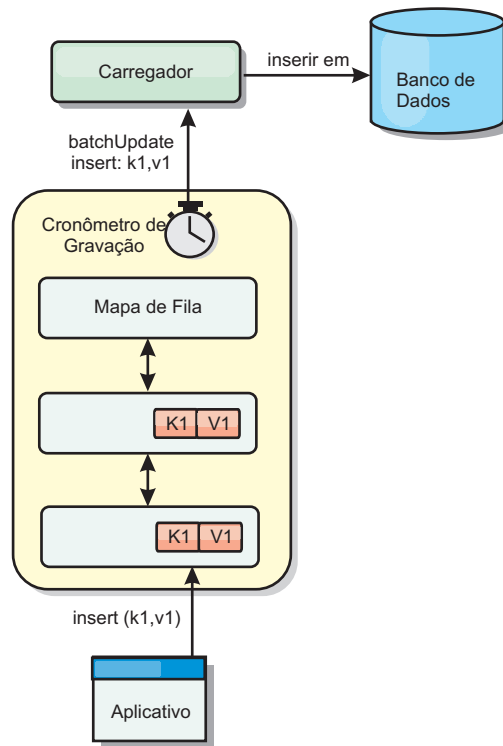 Carregador
inserir em
Banco de
Dados
batchUpdate
insert: k1,v1
Cronômetro de
Gravação
Mapa de Fila
K1 V1
K1 V1
insert (k1,v1)
Aplicativo